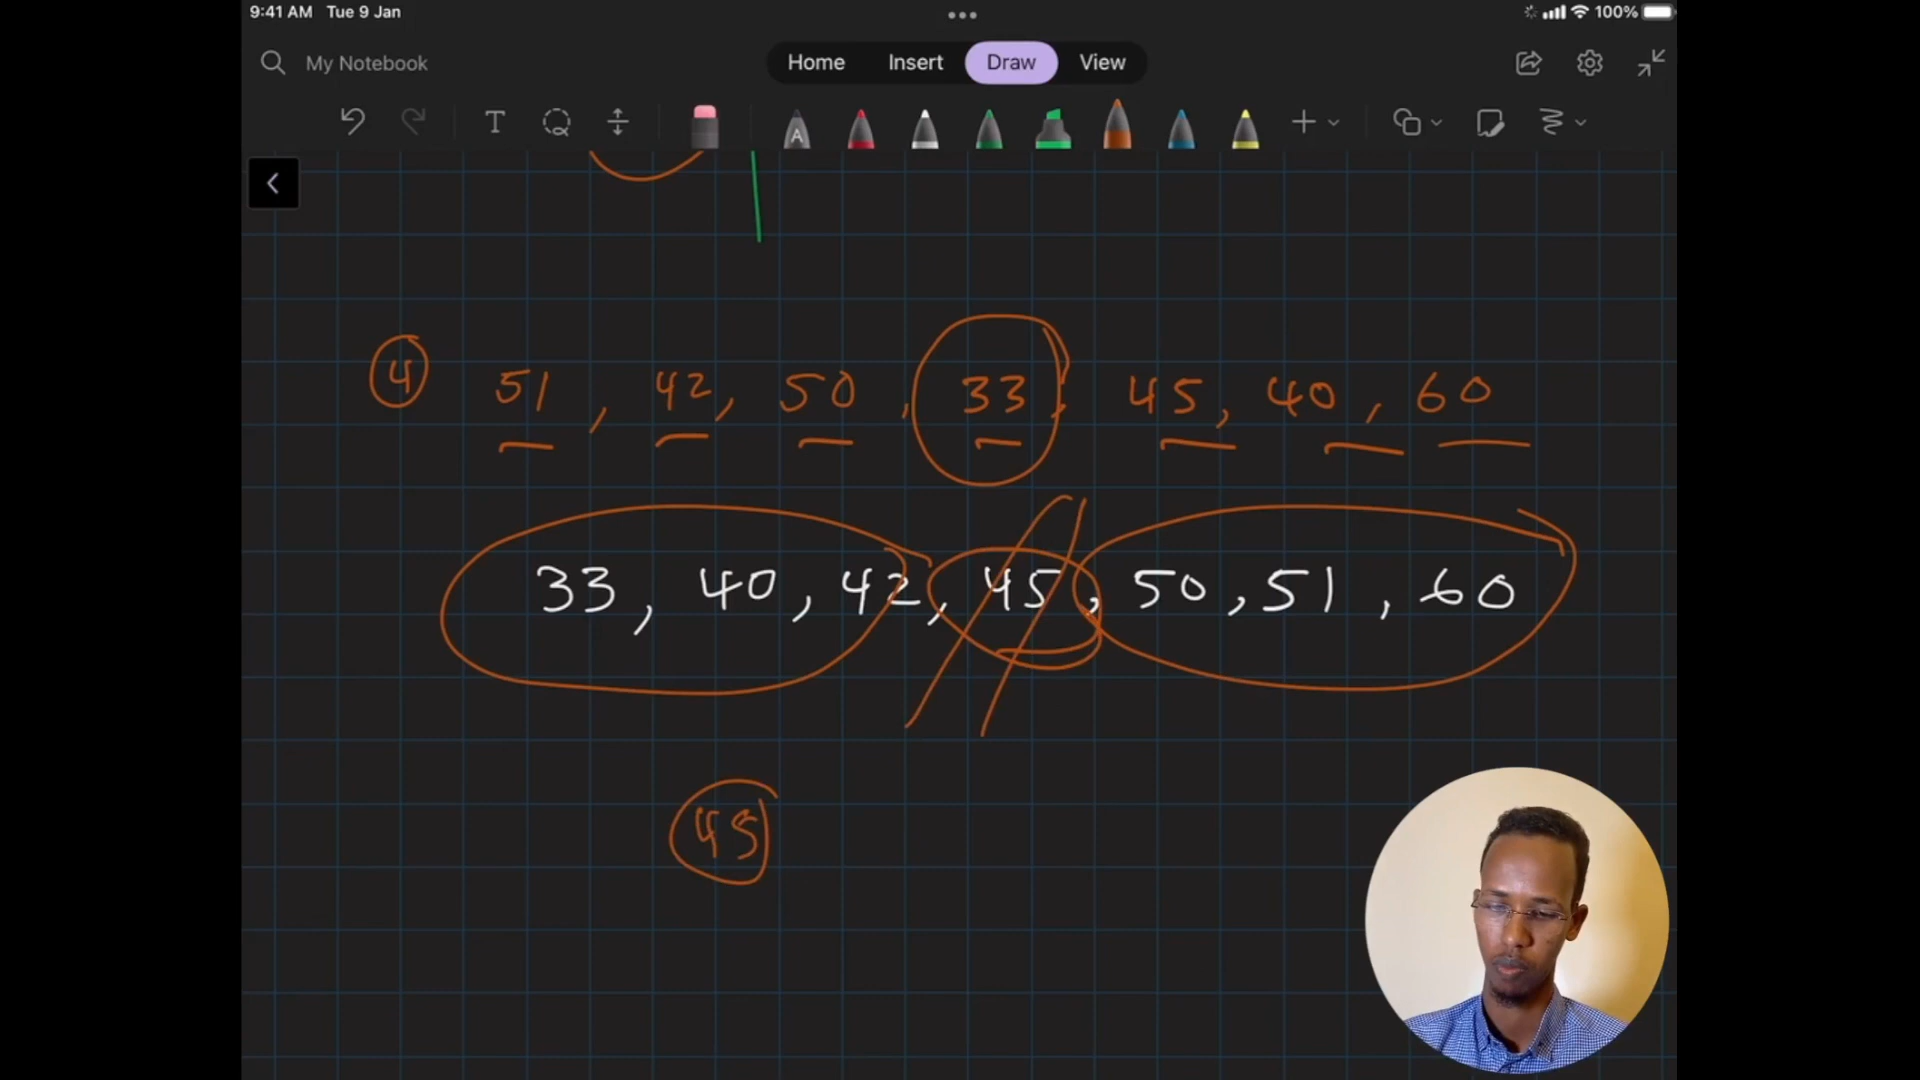 9:41 AM Tue 9 Jan
100%
My Notebook
Home Insert Draw View
T A
4 51, 42, 50, 33, 45, 40, 60
33, 40, 42, 45, 50, 51, 60
45